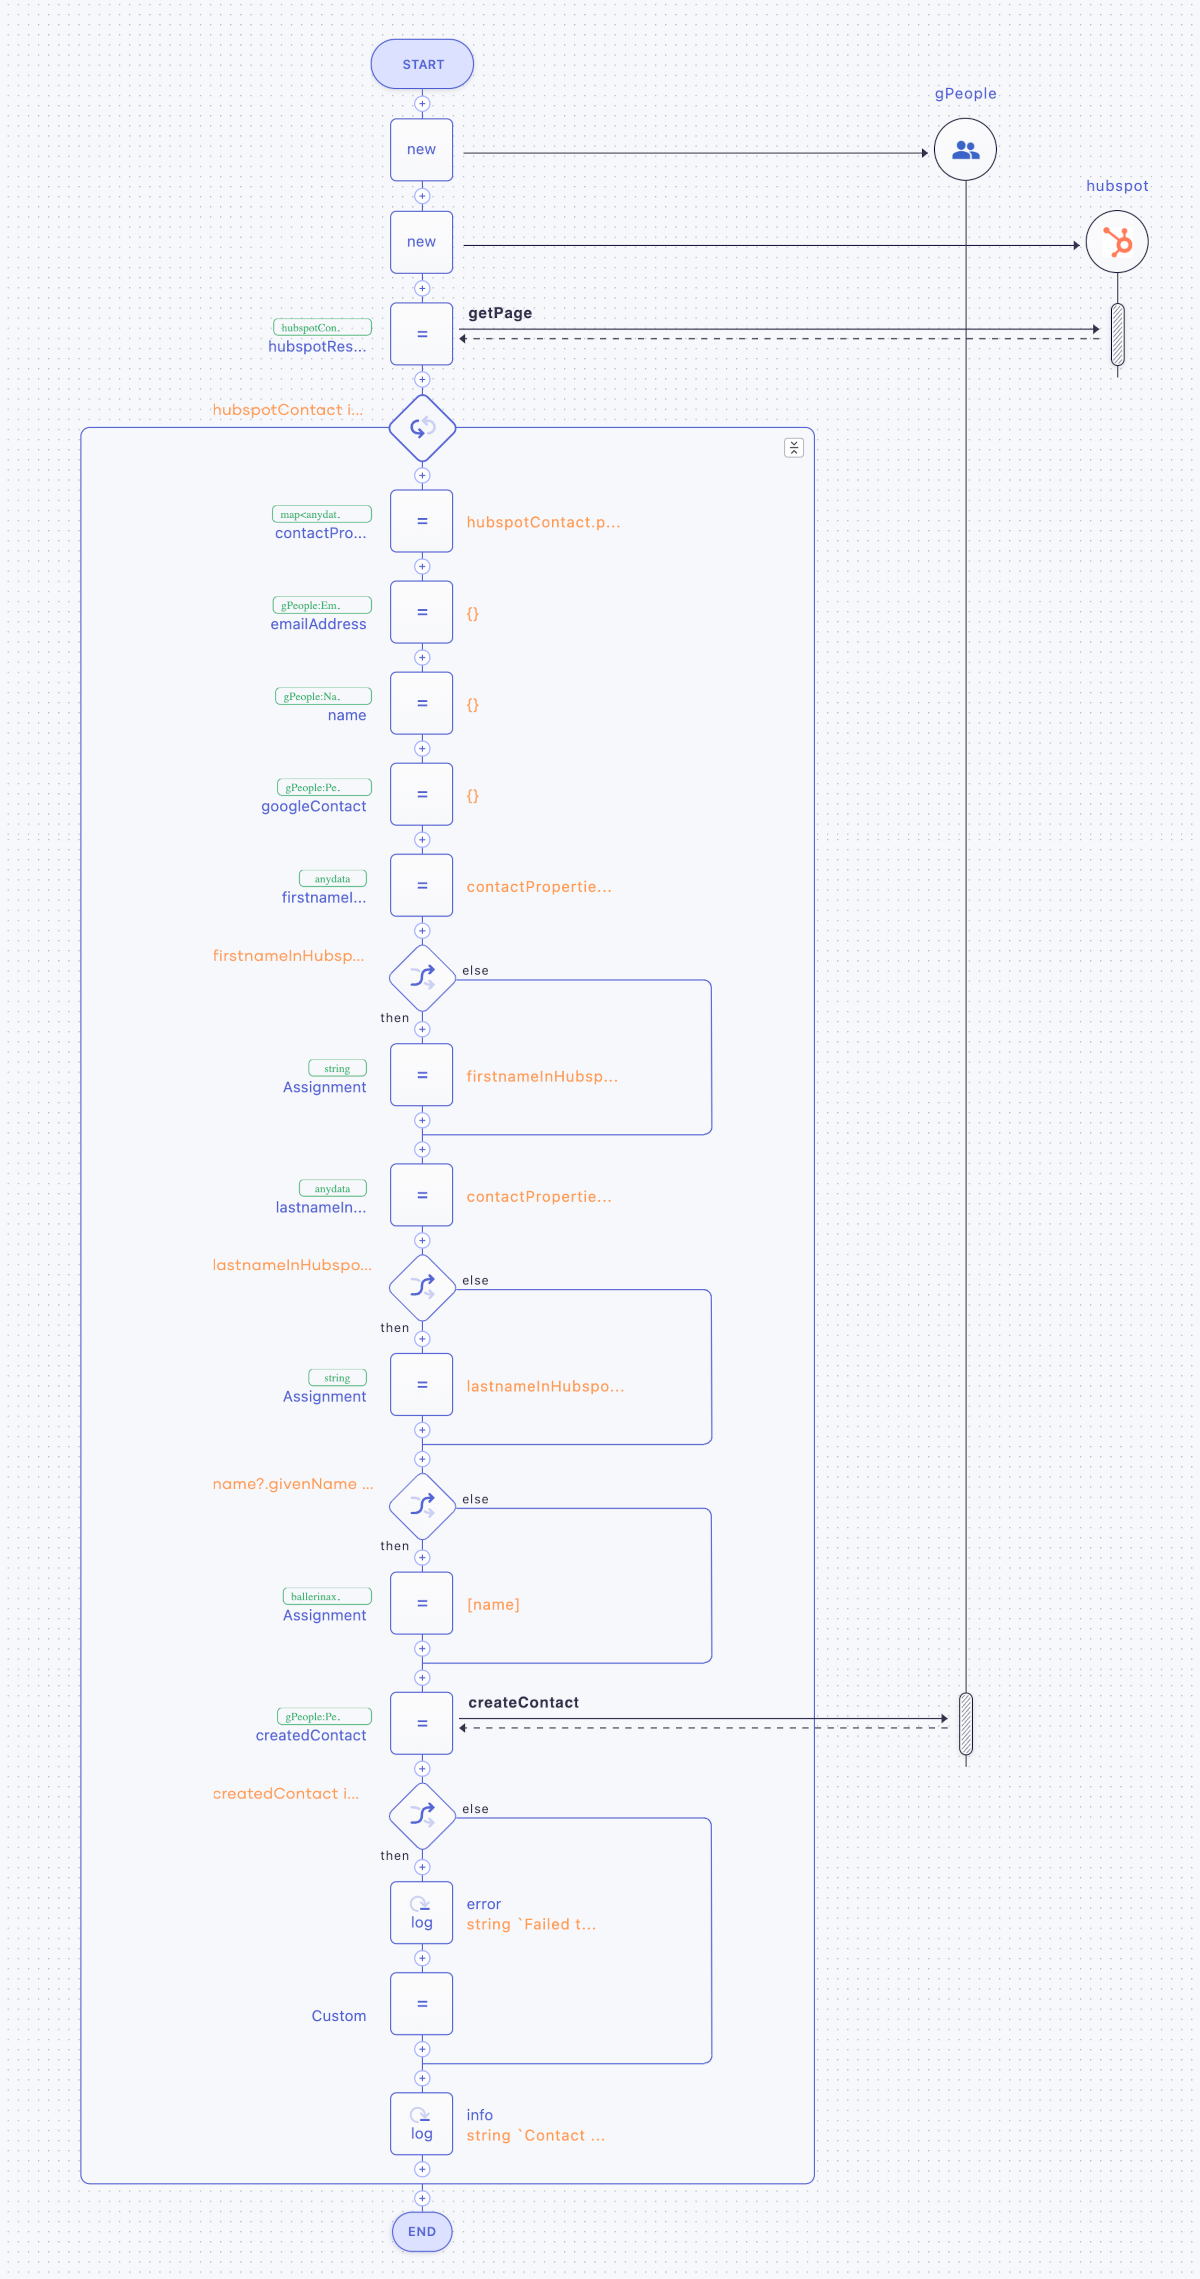 START
gPeople
new
hubspot
new
getPage
hubspotCon.
=
hubspotRes...
hubspotContact i...
map<anydat.
= hubspotContact.p...
contactPro...
gPeople:Em.
= {}
emailAddress
gPeople:Na.
= {}
name
gPeople:Pe.
= {}
googleContact
anydata
= contactPropertie...
firstnameI...
firstnameInHubsp...
else
then
string
= firstnameInHubsp...
Assignment
anydata
= contactPropertie...
lastnameIn...
lastnameInHubspo...
else
then
string
= lastnameInHubspo...
Assignment
name?.givenName ...
else
then
ballerinax.
= [name]
Assignment
createContact
gPeople:Pe.
=
createdContact
createdContact i...
else
then
error
log string `Failed t...
=
Custom
info
log string `Contact ...
END